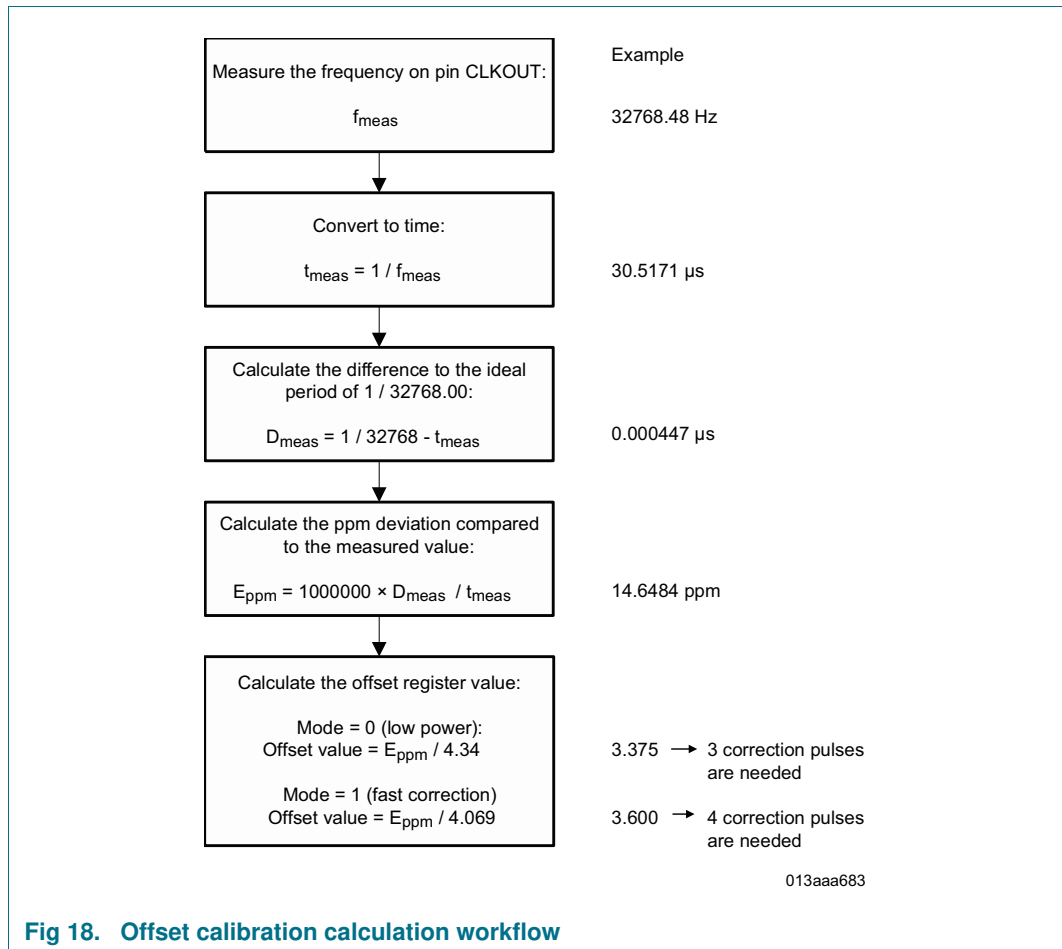 Measure the frequency on pin CLKOUT:
fmeas
Example
32768.48 Hz
Convert to time:
tmeas = 1 / fmeas
30.5171 µs
Calculate the difference to the ideal
period of 1 / 32768.00:
Dmeas = 1 / 32768 - tmeas
0.000447 µs
Calculate the ppm deviation compared
to the measured value:
Eppm = 1000000 × Dmeas / tmeas
14.6484 ppm
Calculate the offset register value:
Mode = 0 (low power):
Offset value = Eppm / 4.34
3.375 → 3 correction pulses
are needed
Mode = 1 (fast correction)
Offset value = Eppm / 4.069
3.600 → 4 correction pulses
are needed
013aaa683
Fig 18. Offset calibration calculation workflow